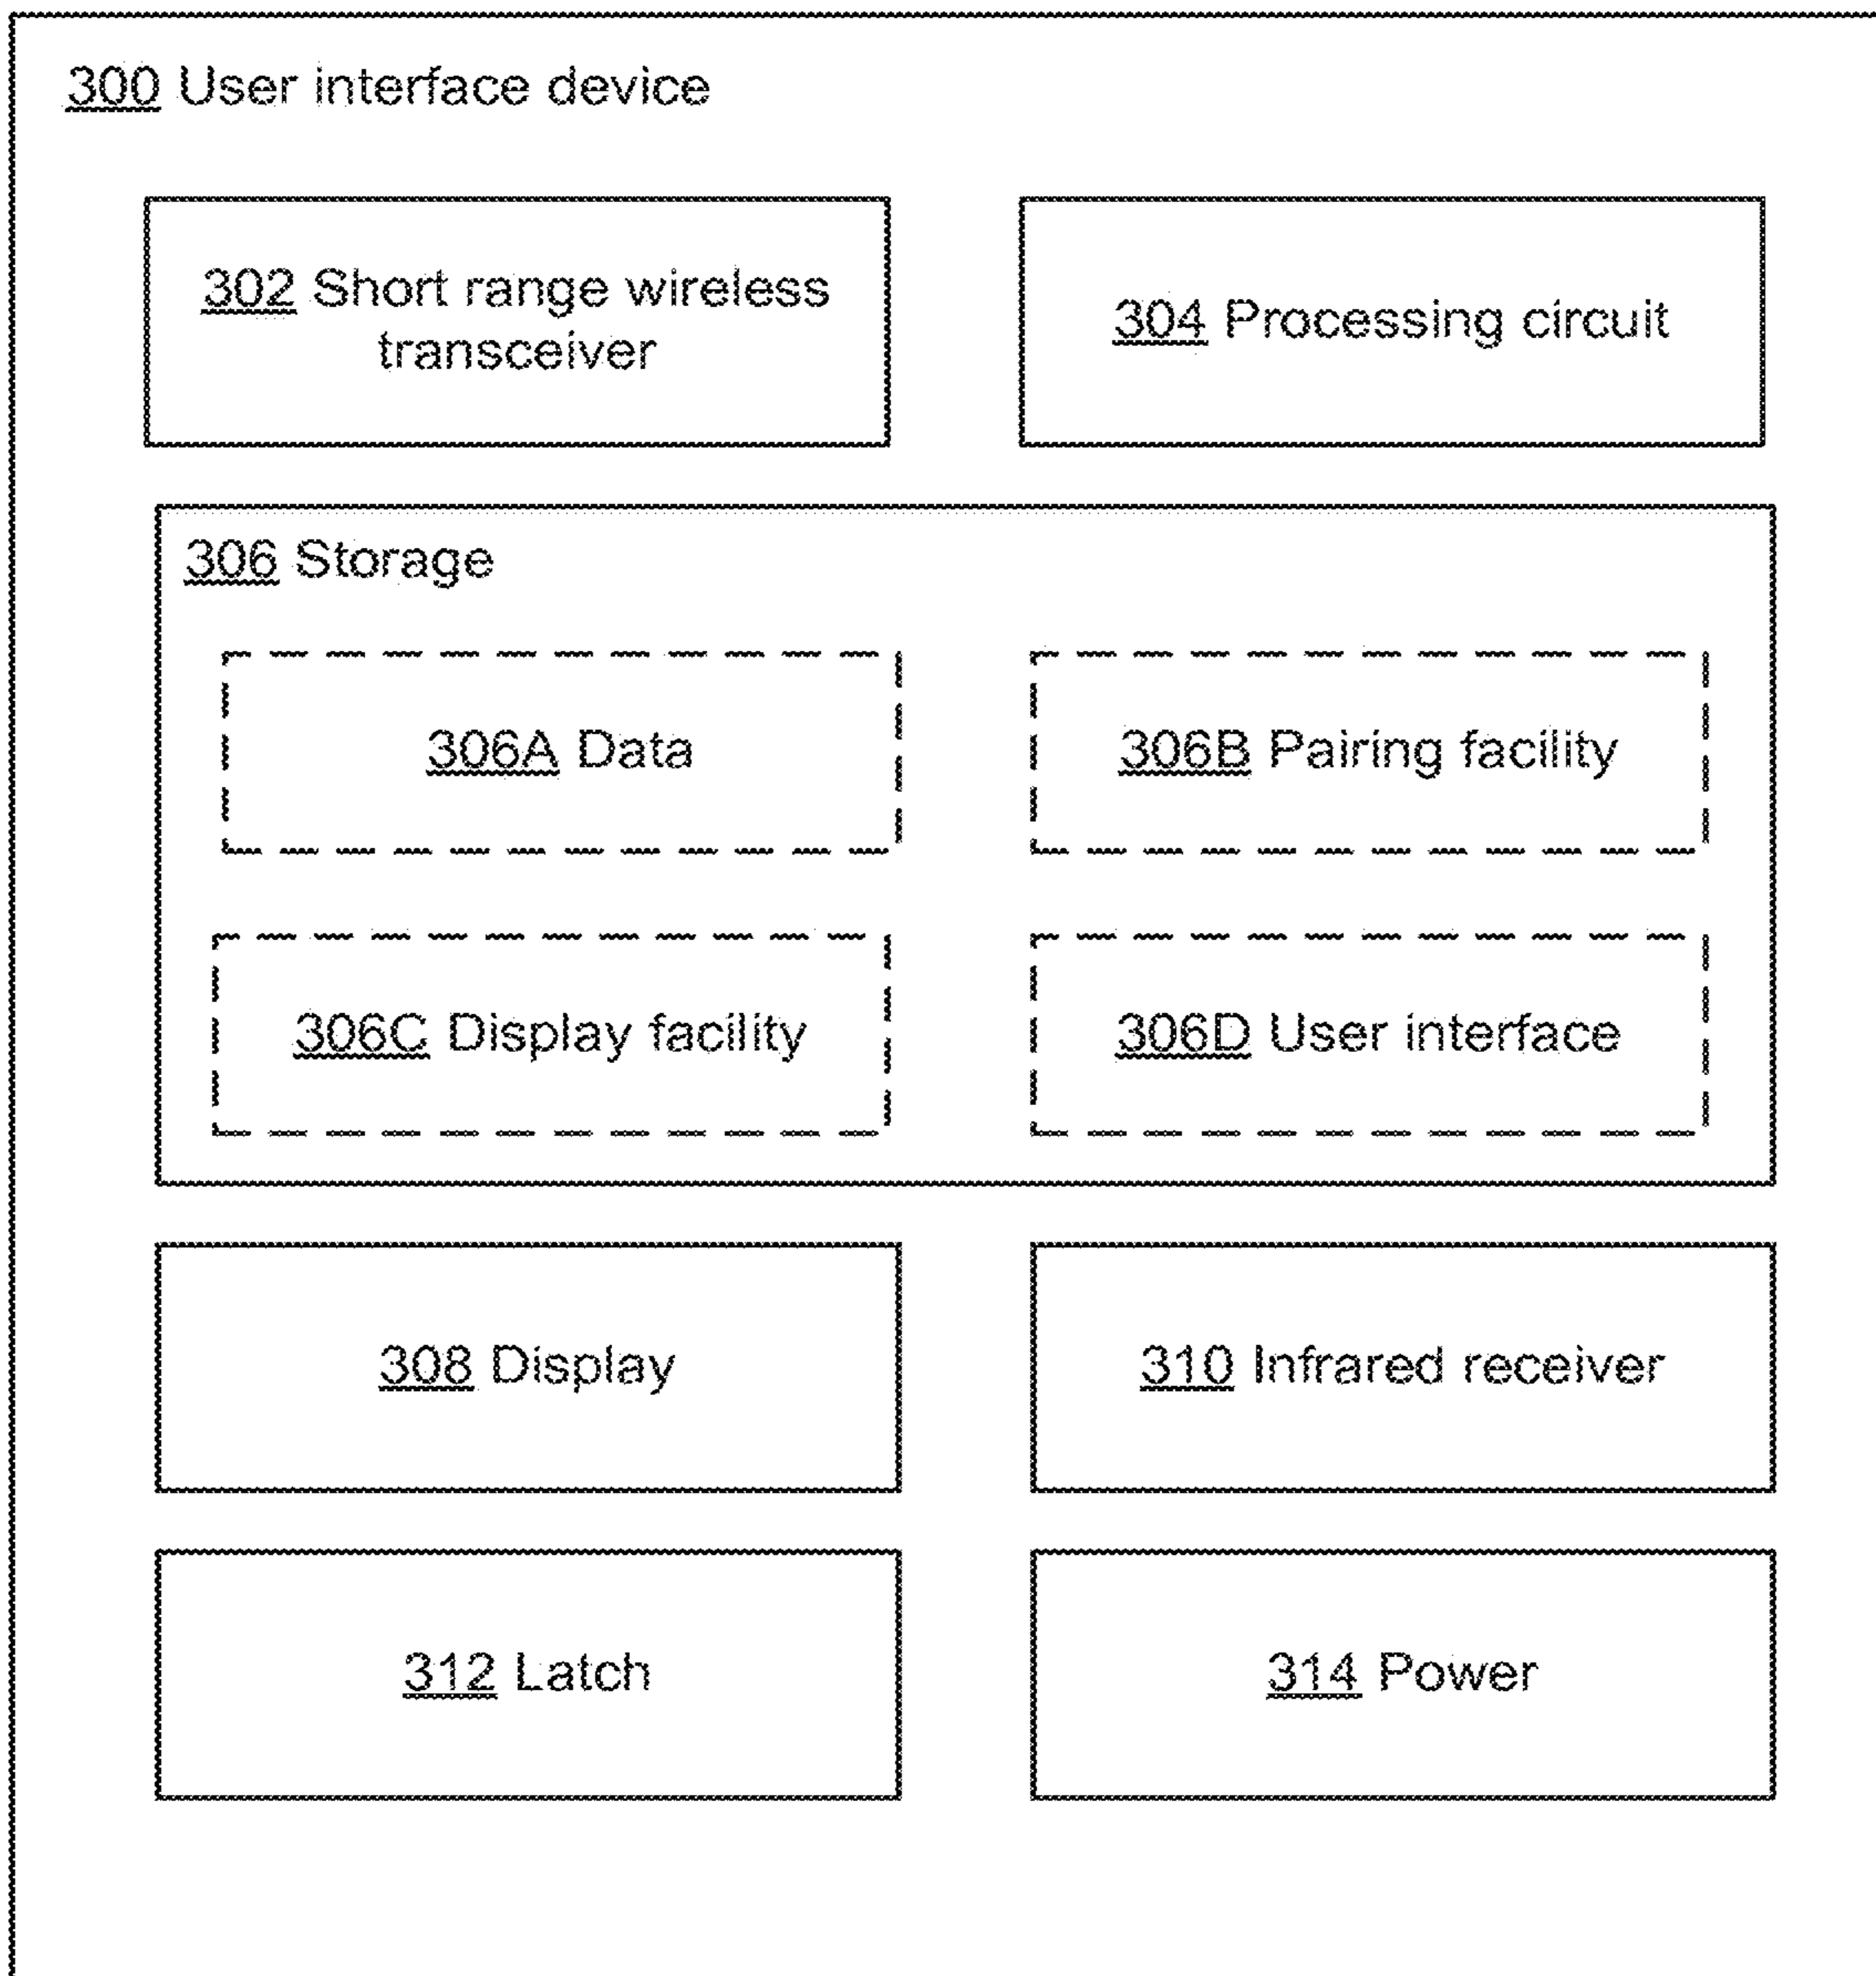 300 User interface device
302 Short range wireless
transceiver
304 Processing circuit
306 Storage
306A Data
306B Pairing facility
306C Display facility
306D User interface
308 Display
310 Infrared receiver
312 Latch
314 Power